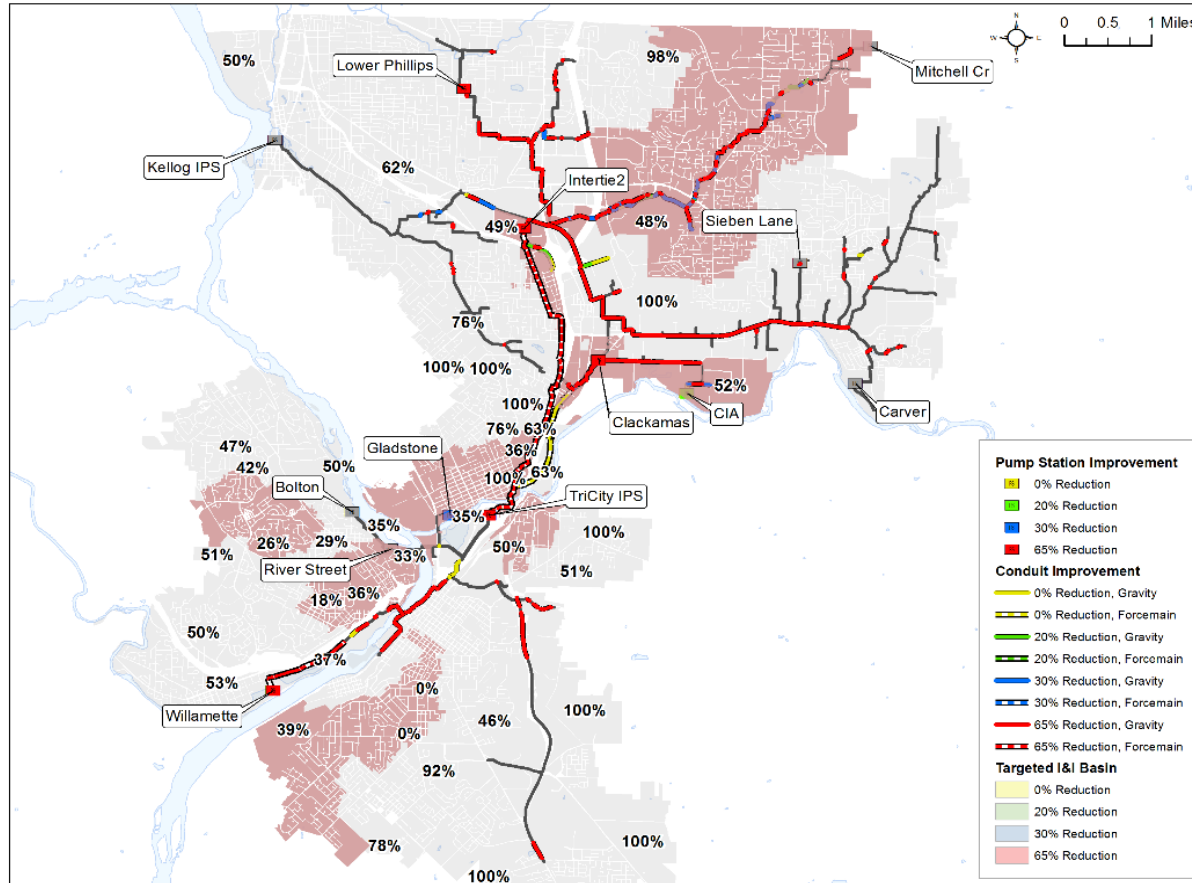 N
W
S
0 0.5 1 Miles
50%
98%
Lower Phillips
Mitchell Cr
Kellog IPS
62%
Intertie2
49%
48%
Sieben Lane
100%
76%
100% 100%
52%
100%
Clackamas
CIA
Carver
76% 63%
36%
Gladstone
47%
42%
50%
100%
63%
Bolton
TriCity IPS
35%
35%
100%
51%
26%
29%
33%
50%
51%
River Street
36%
18%
50%
37%
53%
0%
Willamette
39%
0%
46%
100%
92%
78%
100%
100%
Pump Station Improvement
0% Reduction
20% Reduction
30% Reduction
65% Reduction
Conduit Improvement
0% Reduction, Gravity
0% Reduction, Forcemain
20% Reduction, Gravity
20% Reduction, Forcemain
30% Reduction, Gravity
30% Reduction, Forcemain
65% Reduction, Gravity
65% Reduction, Forcemain
Targeted I&I Basin
0% Reduction
20% Reduction
30% Reduction
65% Reduction